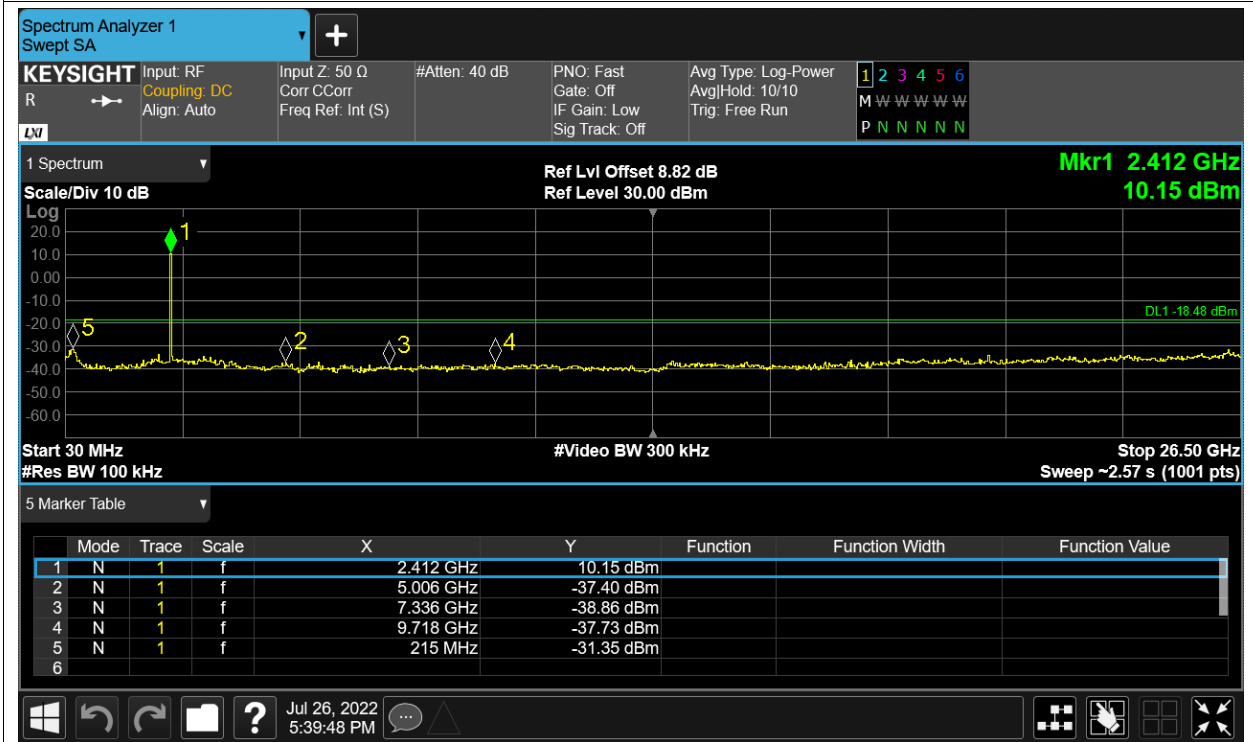 Spectrum Analyzer 1
Swept SA
KEYSIGHT
R
LXI
Input: RF
Coupling: DC
Align: Auto
Input Z: 50 Ω
Corr CCorr
Freq Ref: Int (S)
#Atten: 40 dB
PNO: Fast
Gate: Off
IF Gain: Low
Sig Track: Off
Avg Type: Log-Power
Avg|Hold: 10/10
Trig: Free Run
1 2 3 4 5 6
M W W W W W
P N N N N N
1 Spectrum
Scale/Div 10 dB
Ref Lvl Offset 8.82 dB
Ref Level 30.00 dBm
Mkr1 2.412 GHz
10.15 dBm
Log
20.0
10.0
0.00
-10.0
-20.0
-30.0
-40.0
-50.0
-60.0
1
5
2
3
4
DL1 -18.48 dBm
Start 30 MHz
#Video BW 300 kHz
Stop 26.50 GHz
#Res BW 100 kHz
Sweep ~2.57 s (1001 pts)
5 Marker Table
Mode Trace Scale X Y Function Function Width Function Value
1 N 1 f 2.412 GHz 10.15 dBm
2 N 1 f 5.006 GHz -37.40 dBm
3 N 1 f 7.336 GHz -38.86 dBm
4 N 1 f 9.718 GHz -37.73 dBm
5 N 1 f 215 MHz -31.35 dBm
6
?
Jul 26, 2022
5:39:48 PM